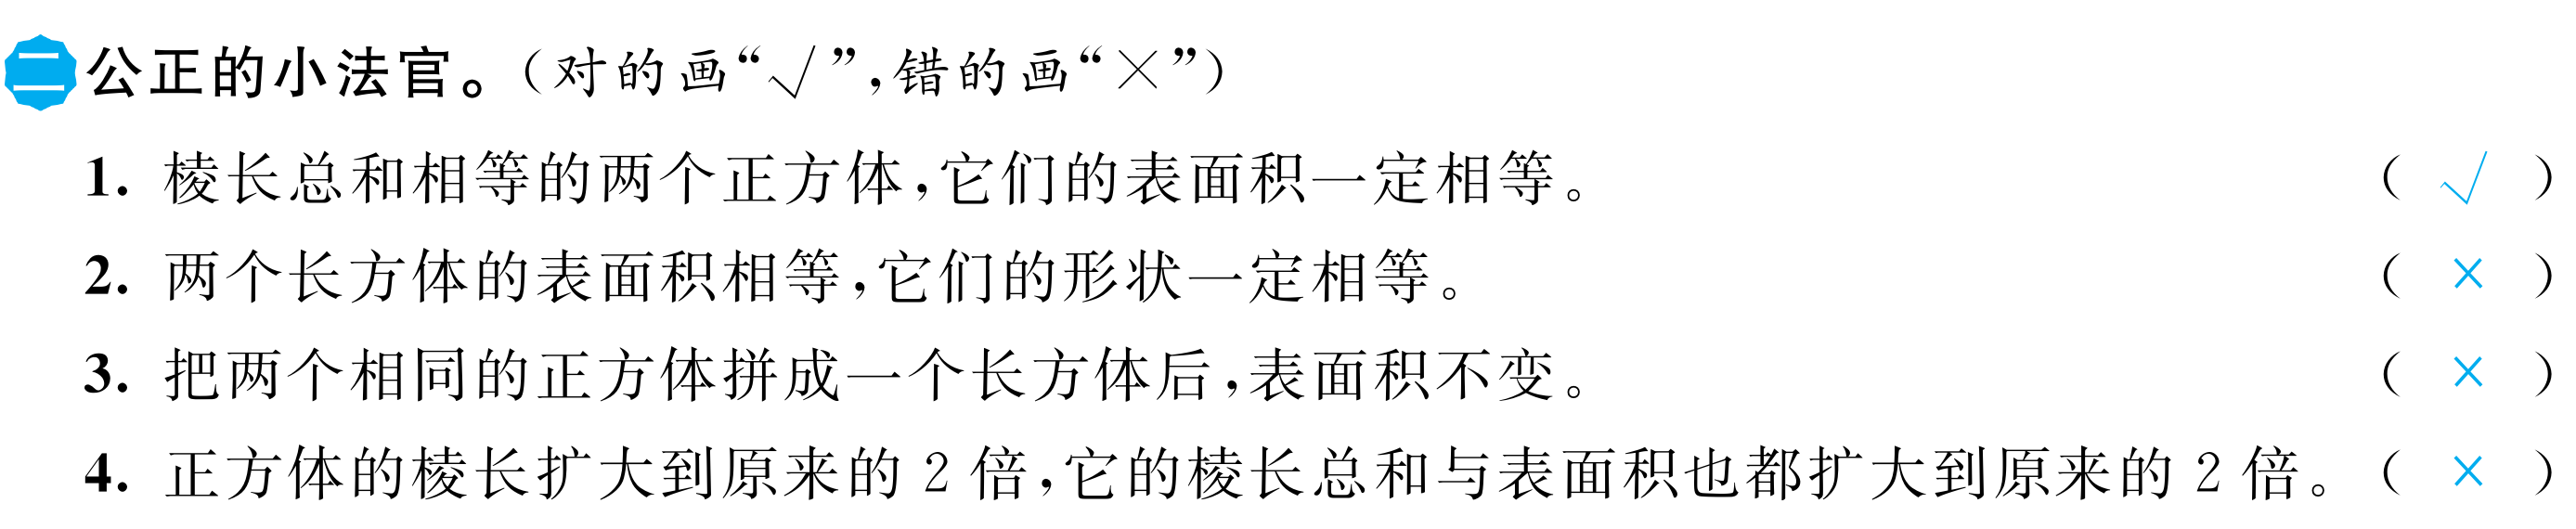 二 公正的小法官。(对的画“√”,错的画“×”)
1. 棱长总和相等的两个正方体,它们的表面积一定相等。 ( √ )
2. 两个长方体的表面积相等,它们的形状一定相等。 ( × )
3. 把两个相同的正方体拼成一个长方体后,表面积不变。 ( × )
4. 正方体的棱长扩大到原来的 2 倍,它的棱长总和与表面积也都扩大到原来的 2 倍。 ( × )